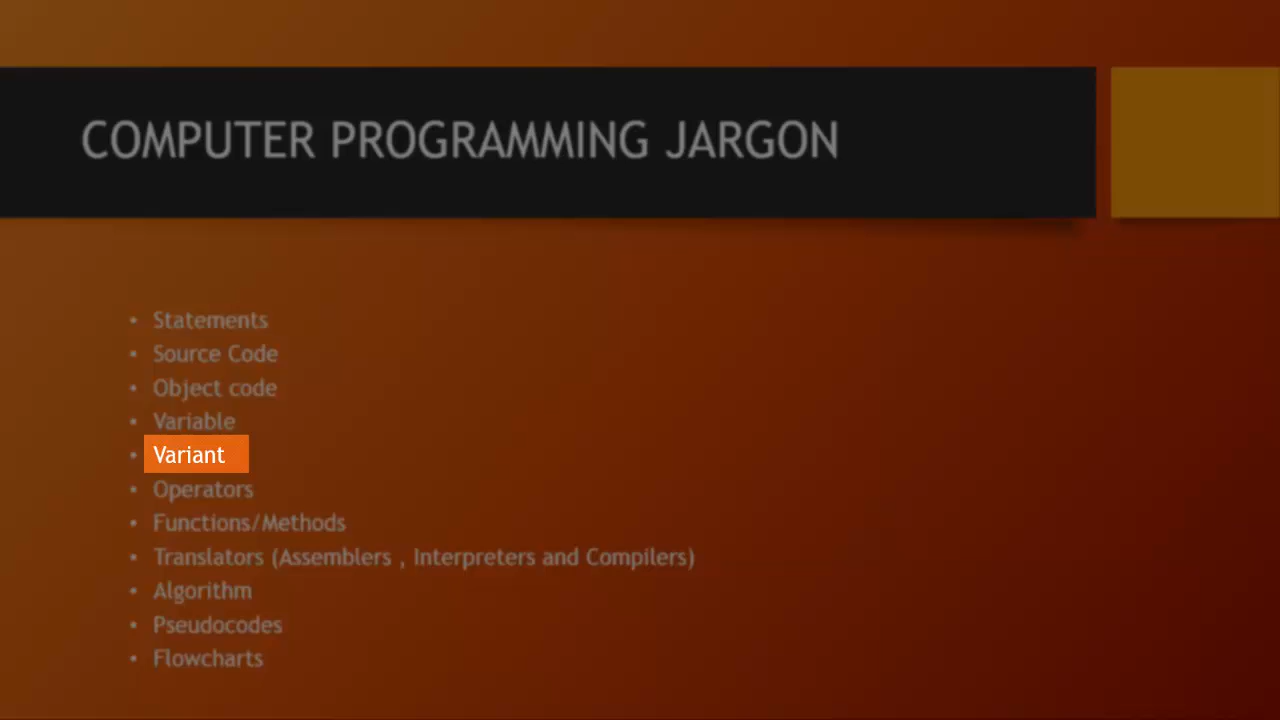 COMPUTER PROGRAMMING JARGON
• Statements
• Source Code
• Object code
• Variable
• Variant
• Operators
• Functions/Methods
• Translators (Assemblers , Interpreters and Compilers)
• Algorithm
• Pseudocodes
• Flowcharts